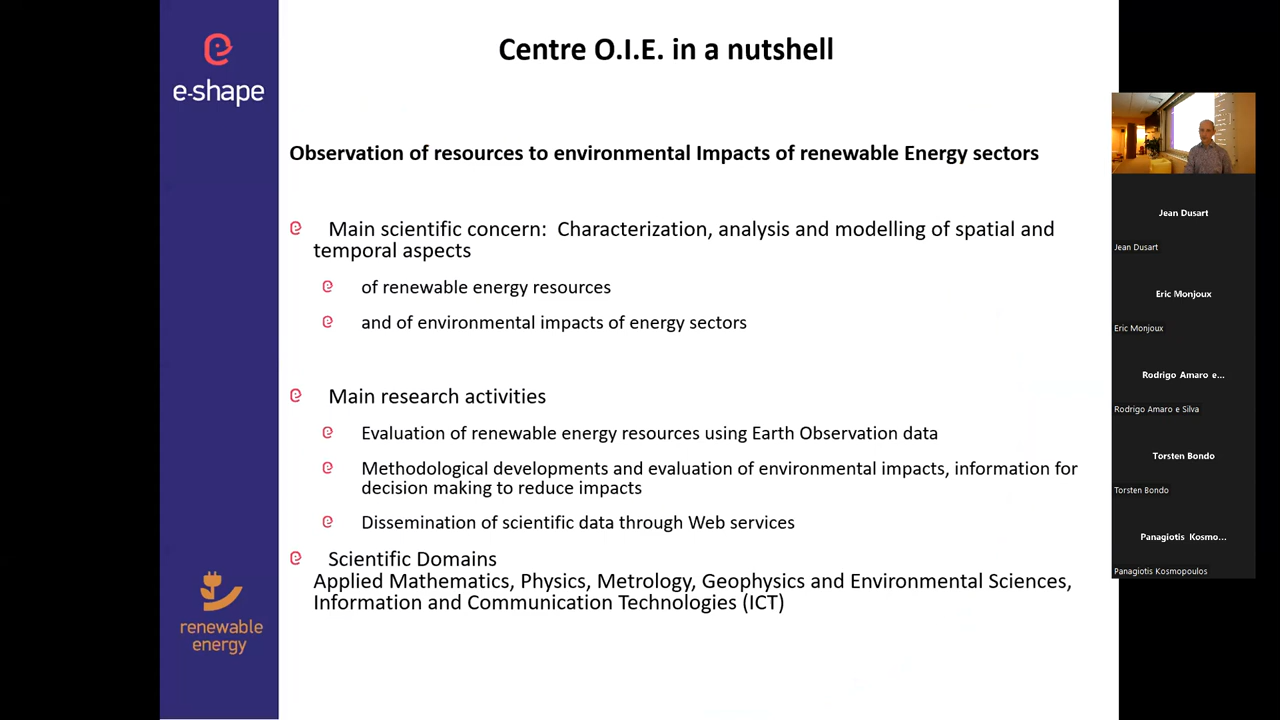 e-shape
Centre O.I.E. in a nutshell
Observation of resources to environmental Impacts of renewable Energy sectors
Main scientific concern: Characterization, analysis and modelling of spatial and
temporal aspects
of renewable energy resources
and of environmental impacts of energy sectors
Main research activities
Evaluation of renewable energy resources using Earth Observation data
Methodological developments and evaluation of environmental impacts, information for
decision making to reduce impacts
Dissemination of scientific data through Web services
Scientific Domains
Applied Mathematics, Physics, Metrology, Geophysics and Environmental Sciences,
Information and Communication Technologies (ICT)
renewable
energy
Jean Dusart
Jean Dusart
Eric Monjoux
Eric Monjoux
Rodrigo Amaro e...
Rodrigo Amaro e Silva
Torsten Bondo
Torsten Bondo
Panagiotis Kosmo...
Panagiotis Kosmopoulos